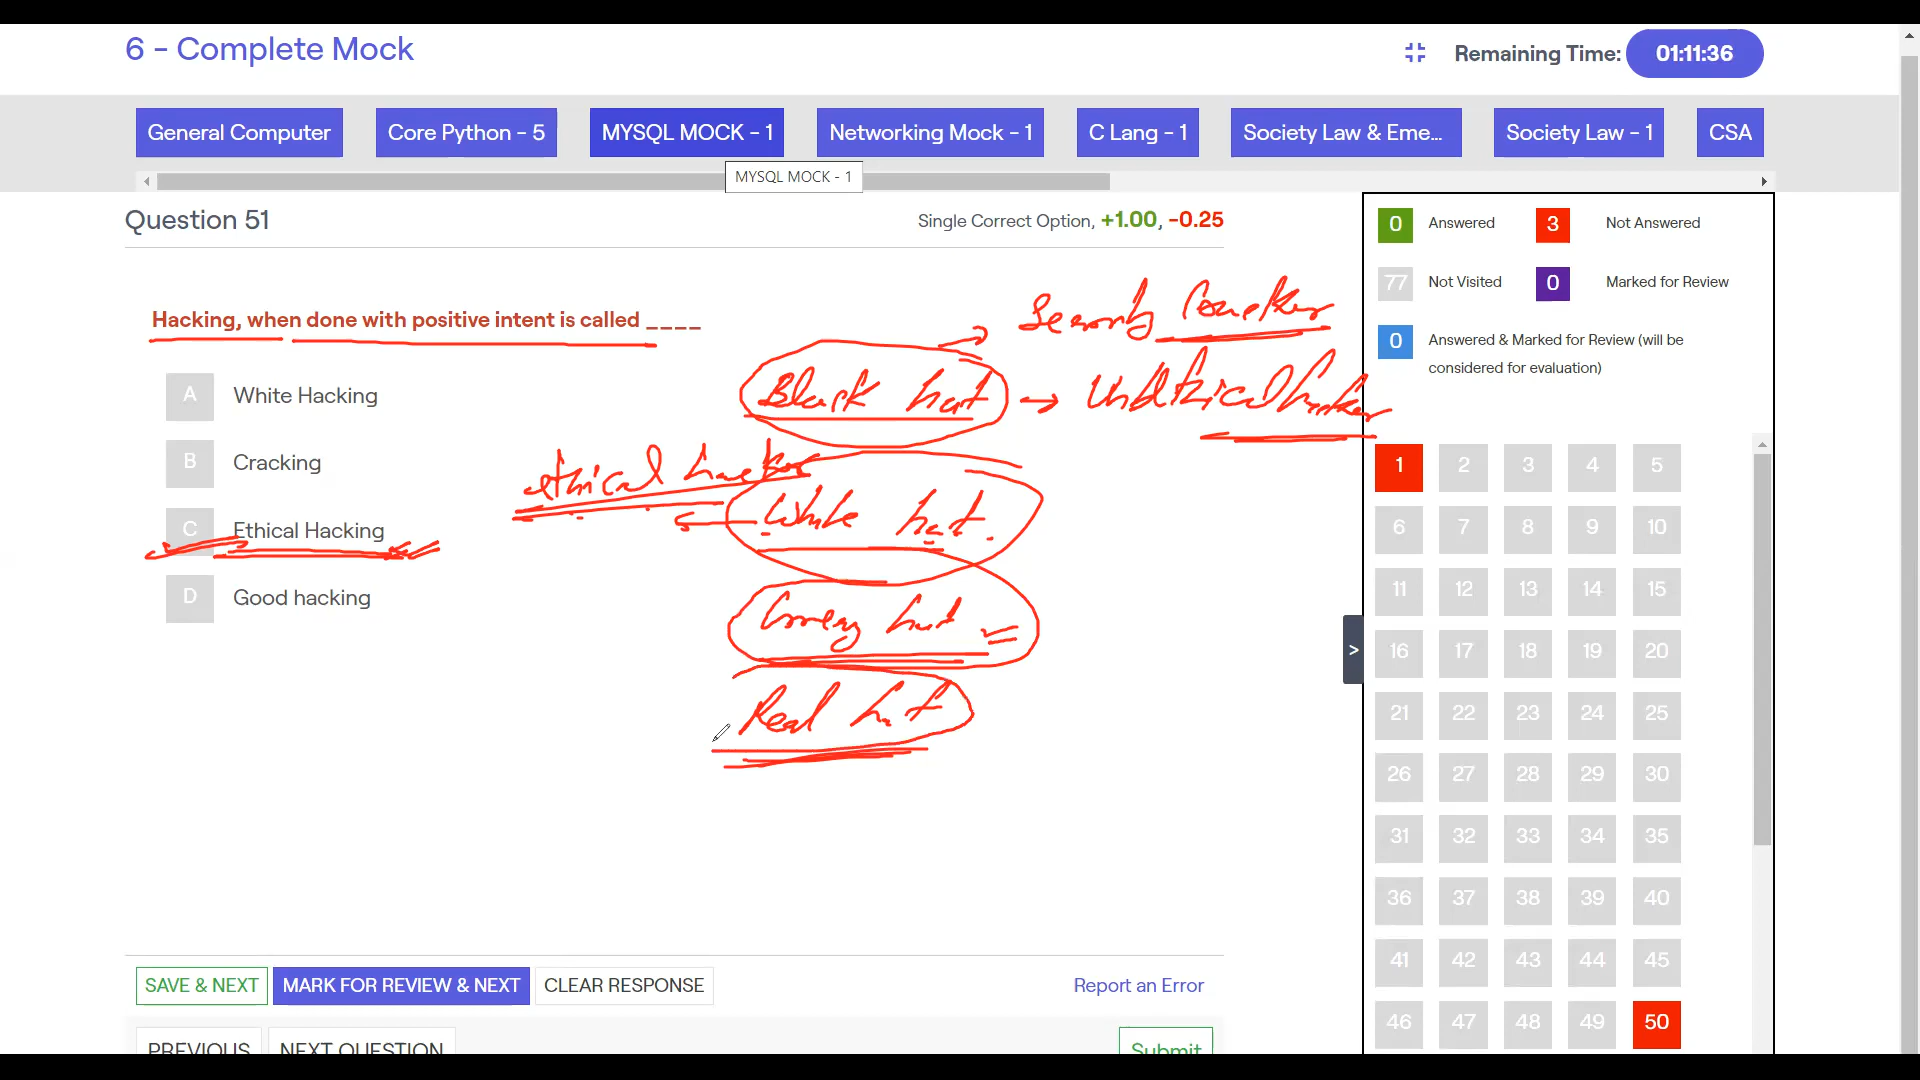 6 - Complete Mock
Remaining Time: 01:11:36
General Computer
Core Python - 5
MYSQL MOCK - 1
Networking Mock - 1
C Lang - 1
Society Law & Eme...
Society Law - 1
CSA
MYSQL MOCK - 1
Question 51
Single Correct Option, +1.00, -0.25
Hacking, when done with positive intent is called ____
A White Hacking
B Cracking
C Ethical Hacking
D Good hacking
Black hat
ethical hacker
White hat
Grey hat
hat
0 Answered
3 Not Answered
77 Not Visited
0 Marked for Review
0 Answered & Marked for Review (will be
considered for evaluation)
1 2 3 4 5
6 7 8 9 10
11 12 13 14 15
16 17 18 19 20
>
21 22 23 24 25
26 27 28 29 30
31 32 33 34 35
36 37 38 39 40
41 42 43 44 45
46 47 48 49 50
SAVE & NEXT
MARK FOR REVIEW & NEXT
CLEAR RESPONSE
Report an Error
PREVIOUS
NEXT QUESTION
Submit